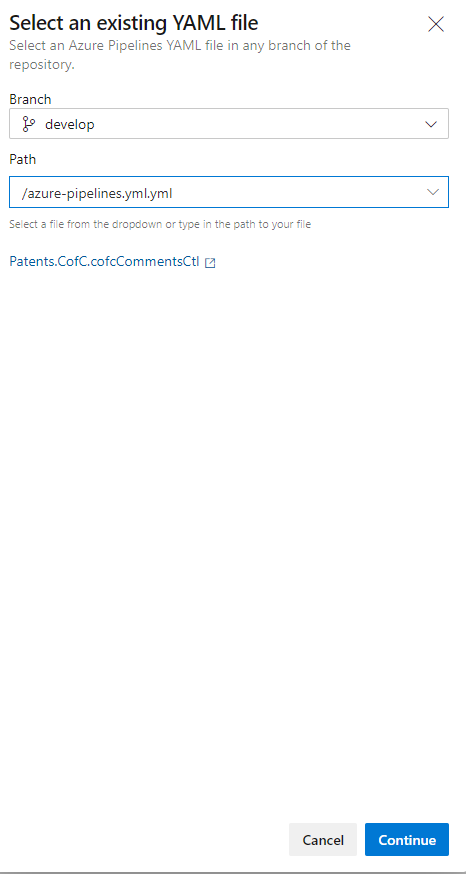 Select an existing YAML file
Select an Azure Pipelines YAML file in any branch of the
repository.
Branch
develop
Path
/azure-pipelines.yml.yml
Select a file from the dropdown or type in the path to your file
Patents.CofC.cofcCommentsCtl
Cancel
Continue